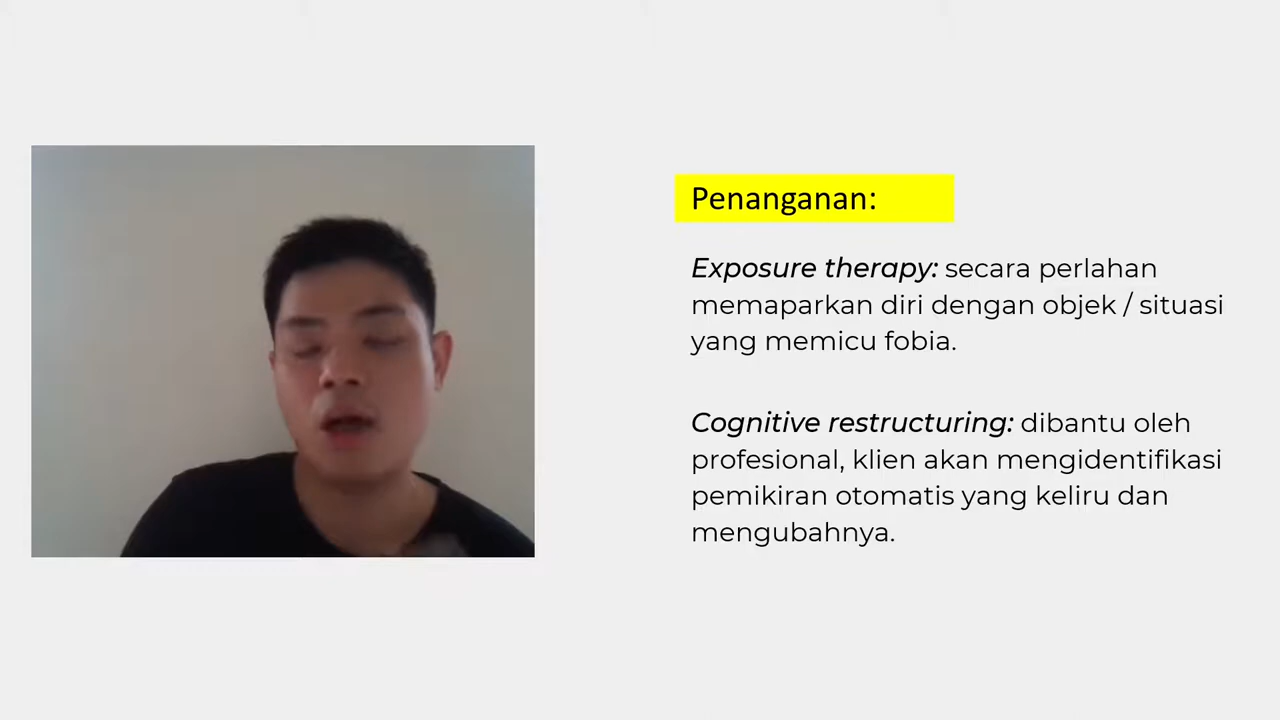 Penanganan:
Exposure therapy: secara perlahan
memaparkan diri dengan objek / situasi
yang memicu fobia.
Cognitive restructuring: dibantu oleh
profesional, klien akan mengidentifikasi
pemikiran otomatis yang keliru dan
mengubahnya.